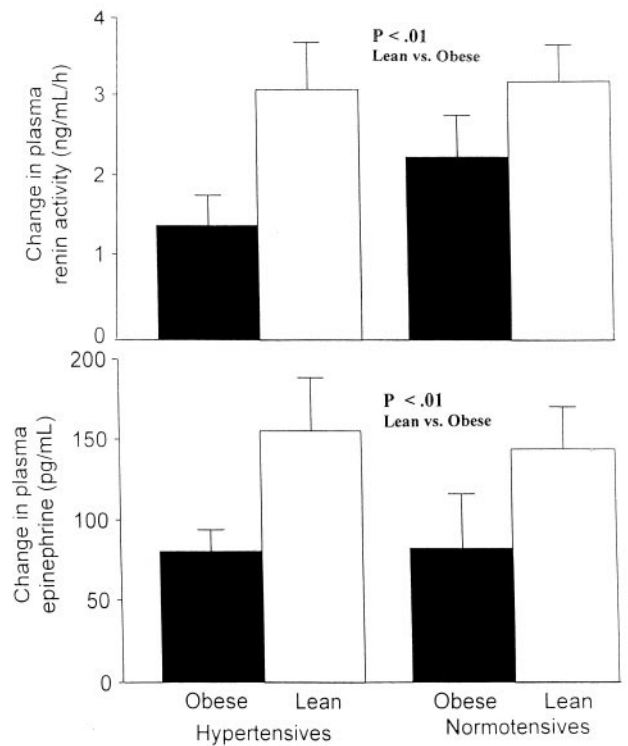 4
3
2
1
0
Change in plasma
renin activity (ng/mL/h)
P < .01
Lean vs. Obese
200
150
100
50
0
Change in plasma
epinephrine (pg/mL)
P < .01
Lean vs. Obese
Obese Lean Obese Lean
Hypertensives Normotensives